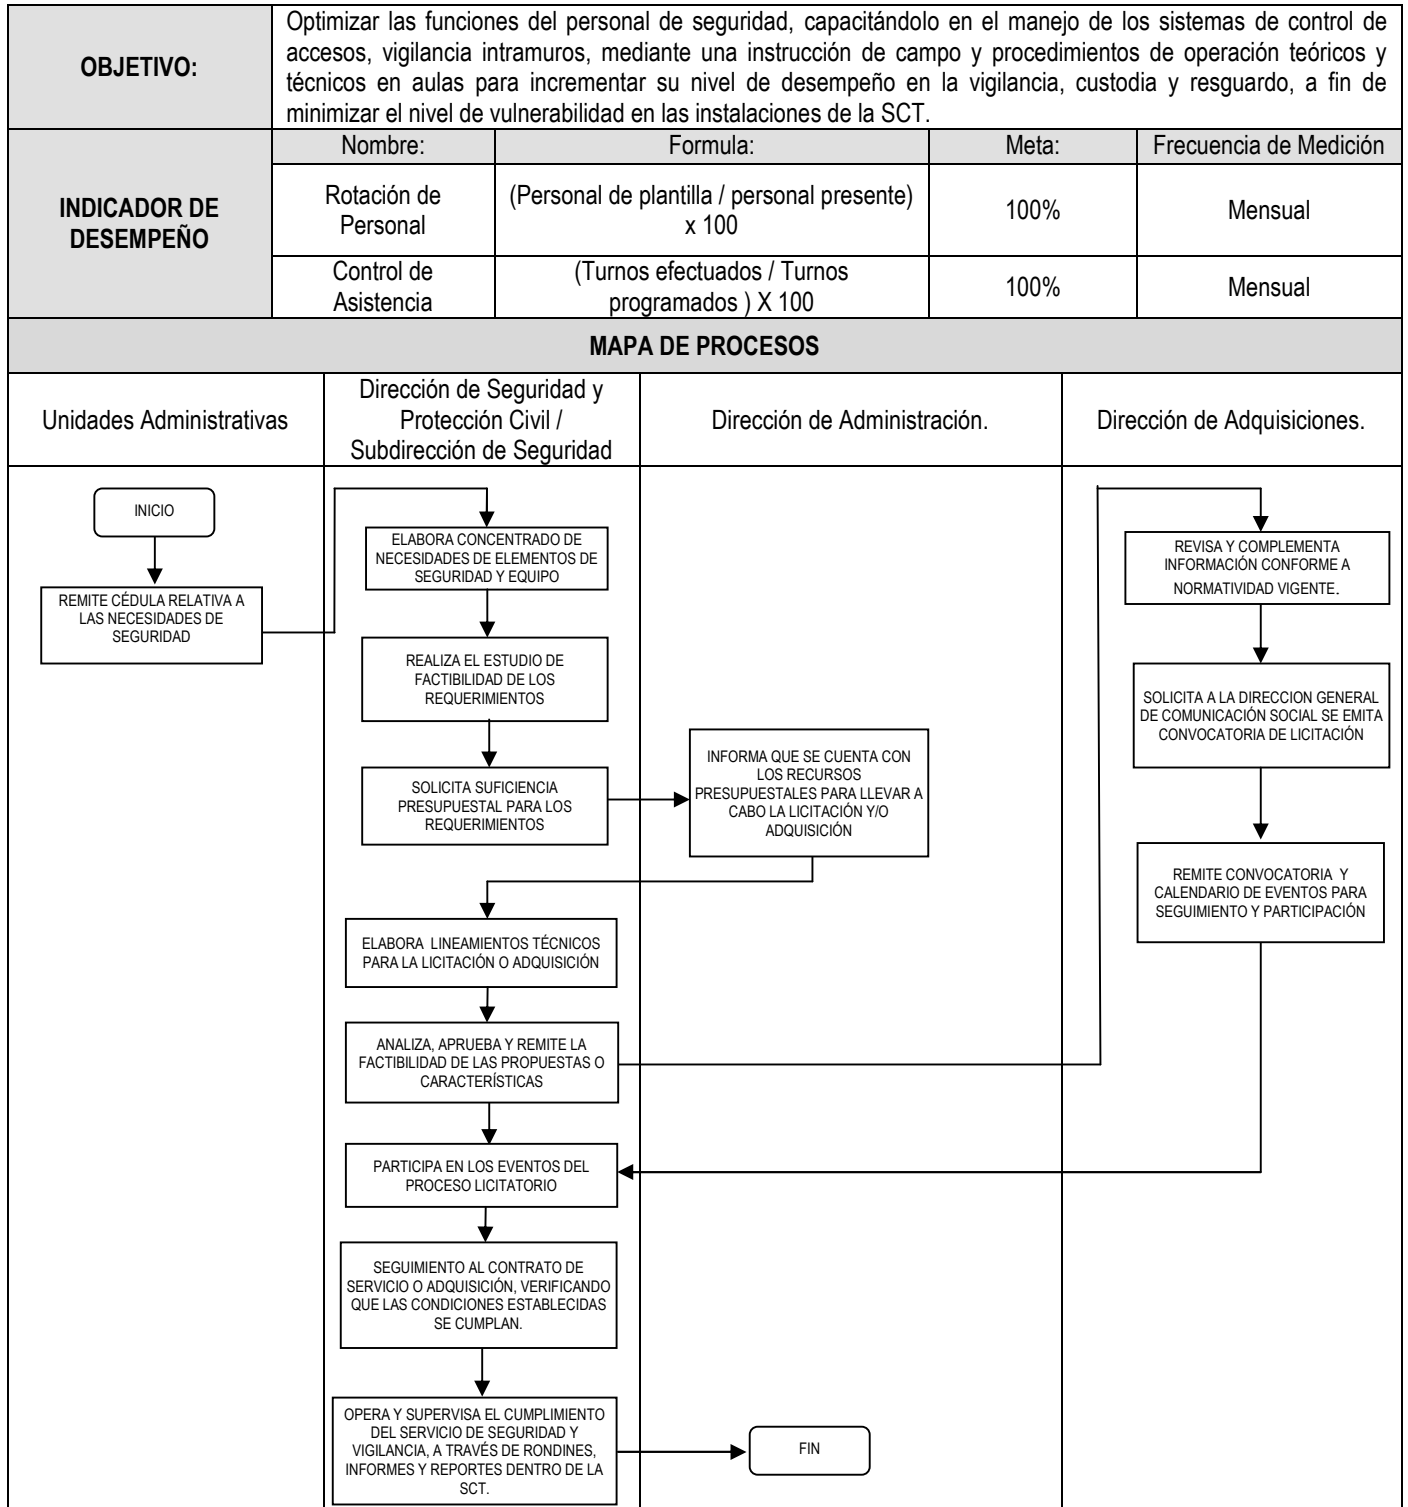 OBJETIVO:
Optimizar las funciones del personal de seguridad, capacitándolo en el manejo de los sistemas de control de
accesos, vigilancia intramuros, mediante una instrucción de campo y procedimientos de operación teóricos y
técnicos en aulas para incrementar su nivel de desempeño en la vigilancia, custodia y resguardo, a fin de
minimizar el nivel de vulnerabilidad en las instalaciones de la SCT.
INDICADOR DE
DESEMPEÑO
Nombre:
Formula:
Meta:
Frecuencia de Medición
Rotación de
Personal
(Personal de plantilla / personal presente)
x 100
100%
Mensual
Control de
Asistencia
(Turnos efectuados / Turnos
programados ) X 100
100%
Mensual
MAPA DE PROCESOS
Unidades Administrativas
Dirección de Seguridad y
Protección Civil /
Subdirección de Seguridad
Dirección de Administración.
Dirección de Adquisiciones.
INICIO
REMITE CÉDULA RELATIVA A
LAS NECESIDADES DE
SEGURIDAD
ELABORA CONCENTRADO DE
NECESIDADES DE ELEMENTOS DE
SEGURIDAD Y EQUIPO
REALIZA EL ESTUDIO DE
FACTIBILIDAD DE LOS
REQUERIMIENTOS
SOLICITA SUFICIENCIA
PRESUPUESTAL PARA LOS
REQUERIMIENTOS
INFORMA QUE SE CUENTA CON
LOS RECURSOS
PRESUPUESTALES PARA LLEVAR A
CABO LA LICITACIÓN Y/O
ADQUISICIÓN
ELABORA LINEAMIENTOS TÉCNICOS
PARA LA LICITACIÓN O ADQUISICIÓN
ANALIZA, APRUEBA Y REMITE LA
FACTIBILIDAD DE LAS PROPUESTAS O
CARACTERÍSTICAS
REVISA Y COMPLEMENTA
INFORMACIÓN CONFORME A
NORMATIVIDAD VIGENTE.
SOLICITA A LA DIRECCION GENERAL
DE COMUNICACIÓN SOCIAL SE EMITA
CONVOCATORIA DE LICITACIÓN
REMITE CONVOCATORIA Y
CALENDARIO DE EVENTOS PARA
SEGUIMIENTO Y PARTICIPACIÓN
PARTICIPA EN LOS EVENTOS DEL
PROCESO LICITATORIO
SEGUIMIENTO AL CONTRATO DE
SERVICIO O ADQUISICIÓN, VERIFICANDO
QUE LAS CONDICIONES ESTABLECIDAS
SE CUMPLAN.
OPERA Y SUPERVISA EL CUMPLIMIENTO
DEL SERVICIO DE SEGURIDAD Y
VIGILANCIA, A TRAVÉS DE RONDINES,
INFORMES Y REPORTES DENTRO DE LA
SCT.
FIN